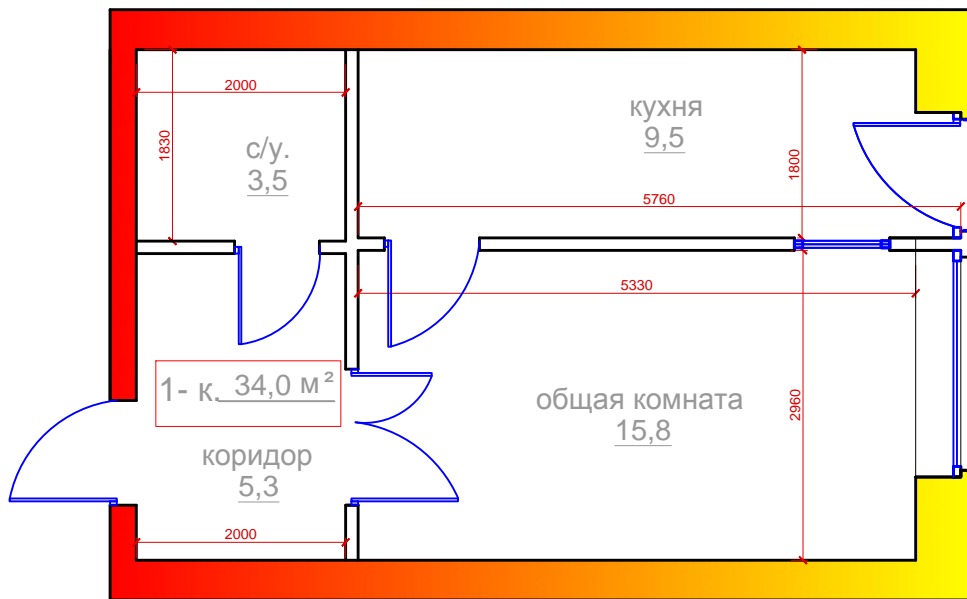 2000
1830
с/у.
3,5
кухня
9,5
1800
5760
5330
1- к. 34,0 м²
общая комната
15,8
2960
коридор
5,3
2000